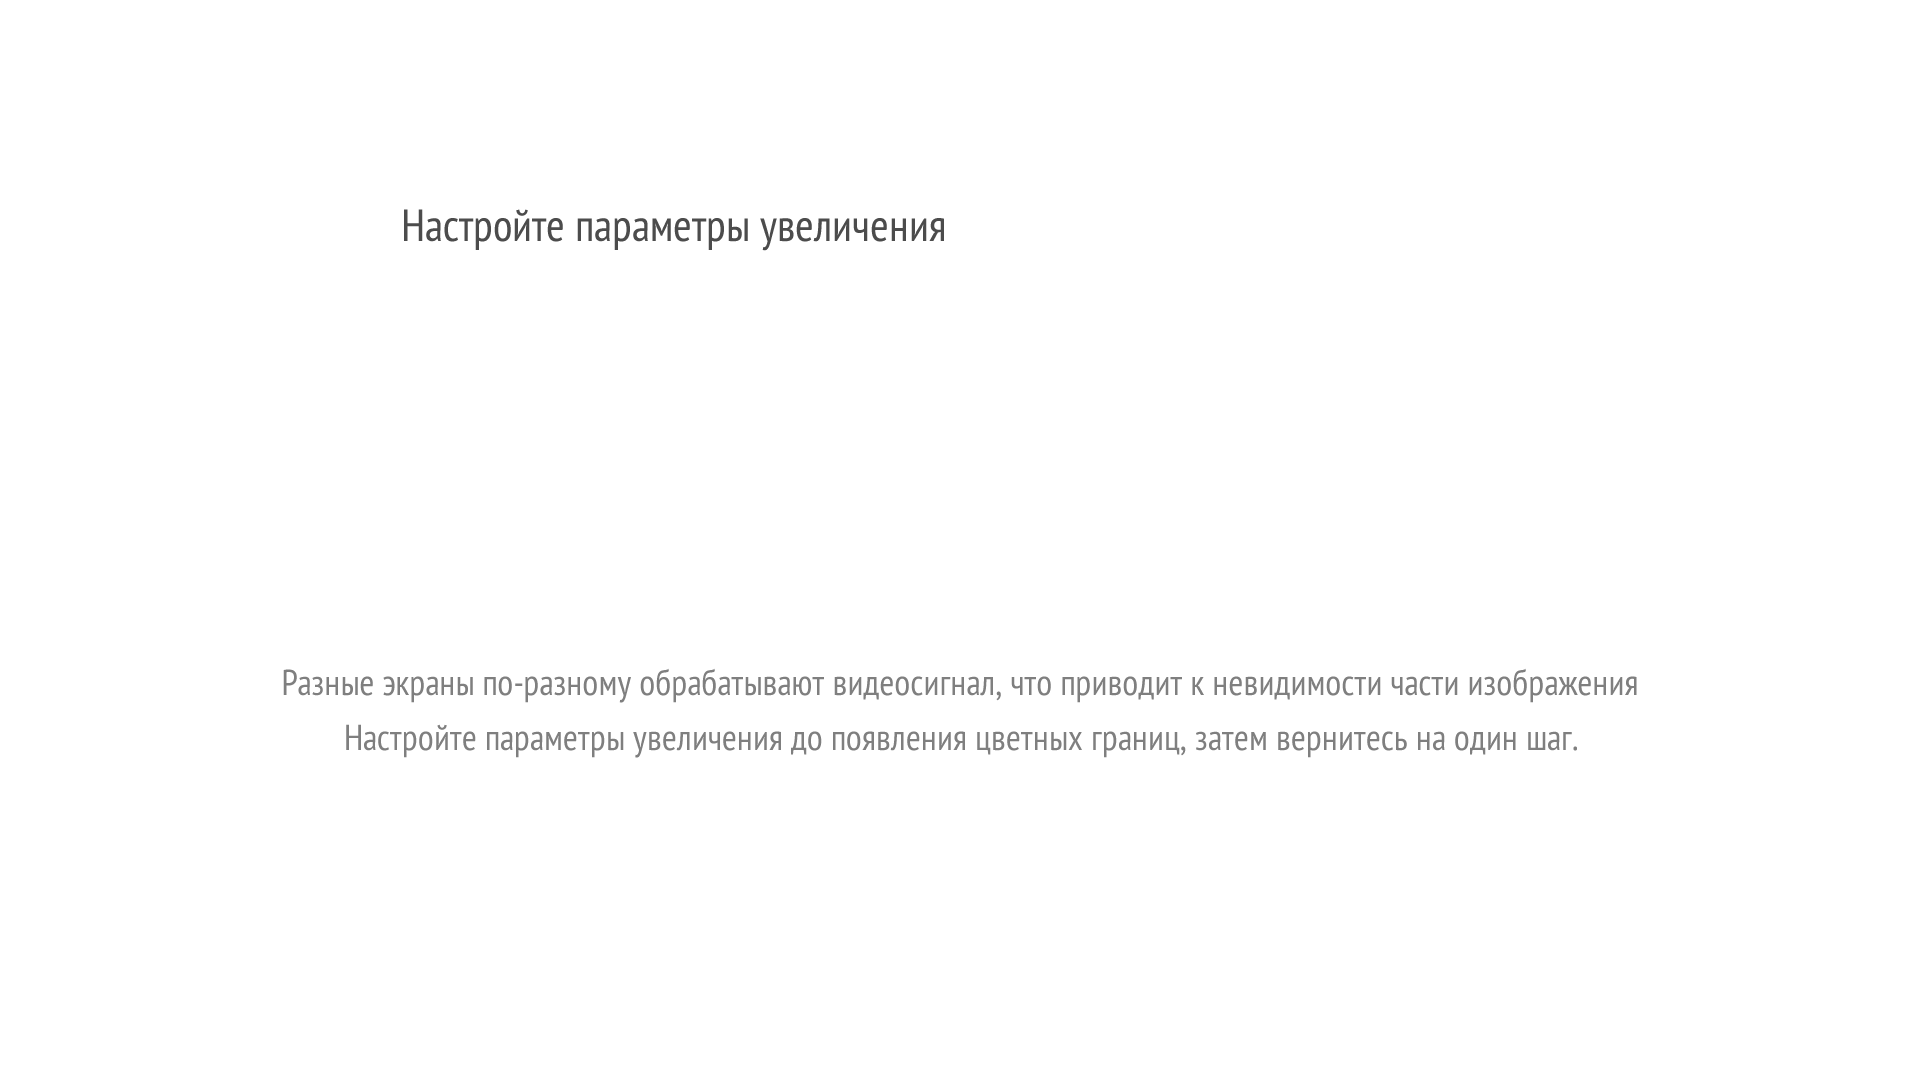 Настройте параметры увеличения
Разные экраны по-разному обрабатывают видеосигнал, что приводит к невидимости части изображения
Настройте параметры увеличения до появления цветных границ, затем вернитесь на один шаг.